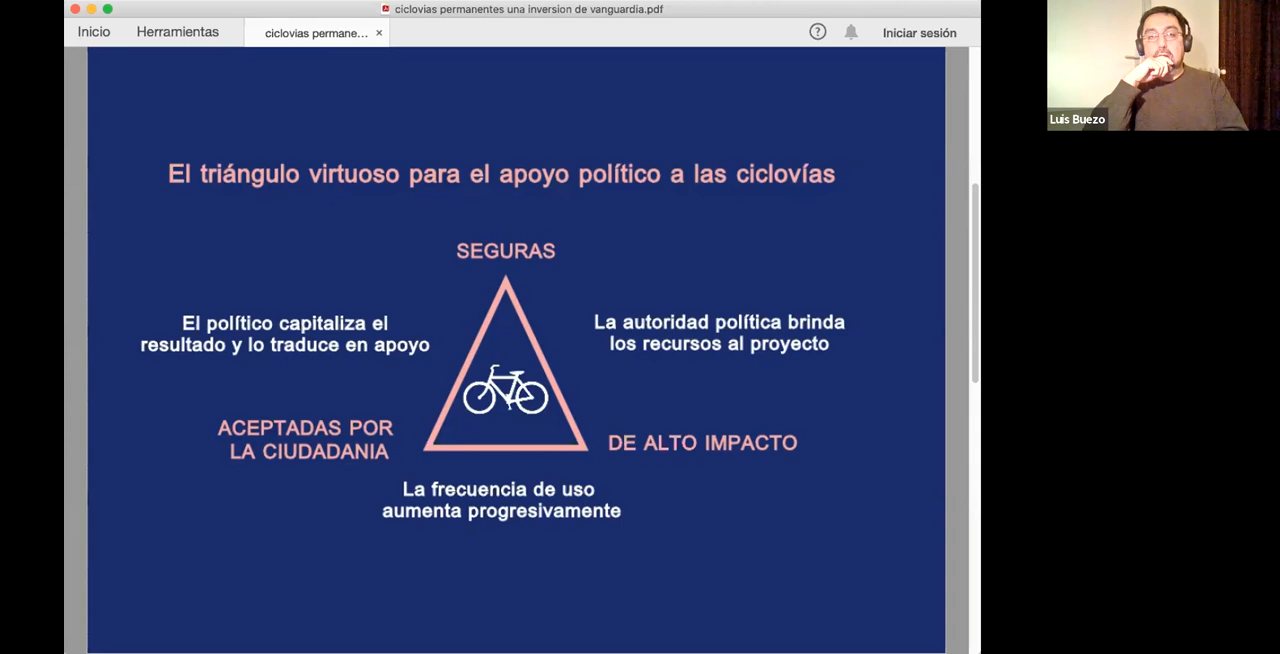 ciclovias permanentes una inversion de vanguardia.pdf
Inicio
Herramientas
ciclovias permane...
×
?
Iniciar sesión
Luis Buezo
El triángulo virtuoso para el apoyo político a las ciclovías
SEGURAS
El político capitaliza el
resultado y lo traduce en apoyo
La autoridad política brinda
los recursos al proyecto
ACEPTADAS POR
LA CIUDADANIA
DE ALTO IMPACTO
La frecuencia de uso
aumenta progresivamente